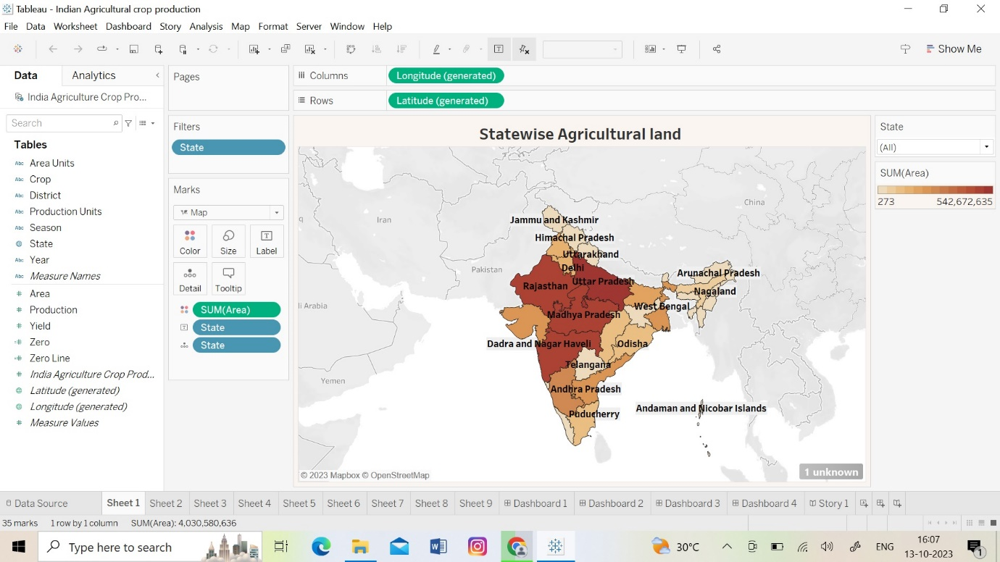 Tableau - Indian Agricultural crop production
File Data Worksheet Dashboard Story Analysis Map Format Server Window Help
Show Me
Data Analytics
India Agriculture Crop Pro...
Search
Tables
Abc Area Units
Abc Crop
Abc District
Abc Production Units
Abc Season
State
Abc Year
Abc Measure Names
# Area
# Production
# Yield
# Zero
# Zero Line
# India Agriculture Crop Prod...
Latitude (generated)
Longitude (generated)
# Measure Values
Pages
Filters
State
Marks
Map
Color Size Label
Detail Tooltip
SUM(Area)
State
State
Columns Longitude (generated)
Rows Latitude (generated)
Statewise Agricultural land
China
Iran
Jammu and Kashmir
Himachal Pradesh
Uttarakhand
Pakistan
Delhi
Arunachal Pradesh
Uttar Pradesh
Rajasthan
Nagaland
li Arabia
West Bengal
Madhya Pradesh
Dadra and Nagar Haveli
Odisha
Telangana
Yemen
Andhra Pradesh
Andaman and Nicobar Islands
Puducherry
© 2023 Mapbox © OpenStreetMap
1 unknown
State
(All)
SUM(Area)
273 542,672,635
Data Source Sheet 1 Sheet 2 Sheet 3 Sheet 4 Sheet 5 Sheet 6 Sheet 7 Sheet 8 Sheet 9 Dashboard 1 Dashboard 2 Dashboard 3 Dashboard 4 Story 1
35 marks 1 row by 1 column SUM(Area): 4,030,580,636
Type here to search
30°C
ENG
16:07
13-10-2023
1